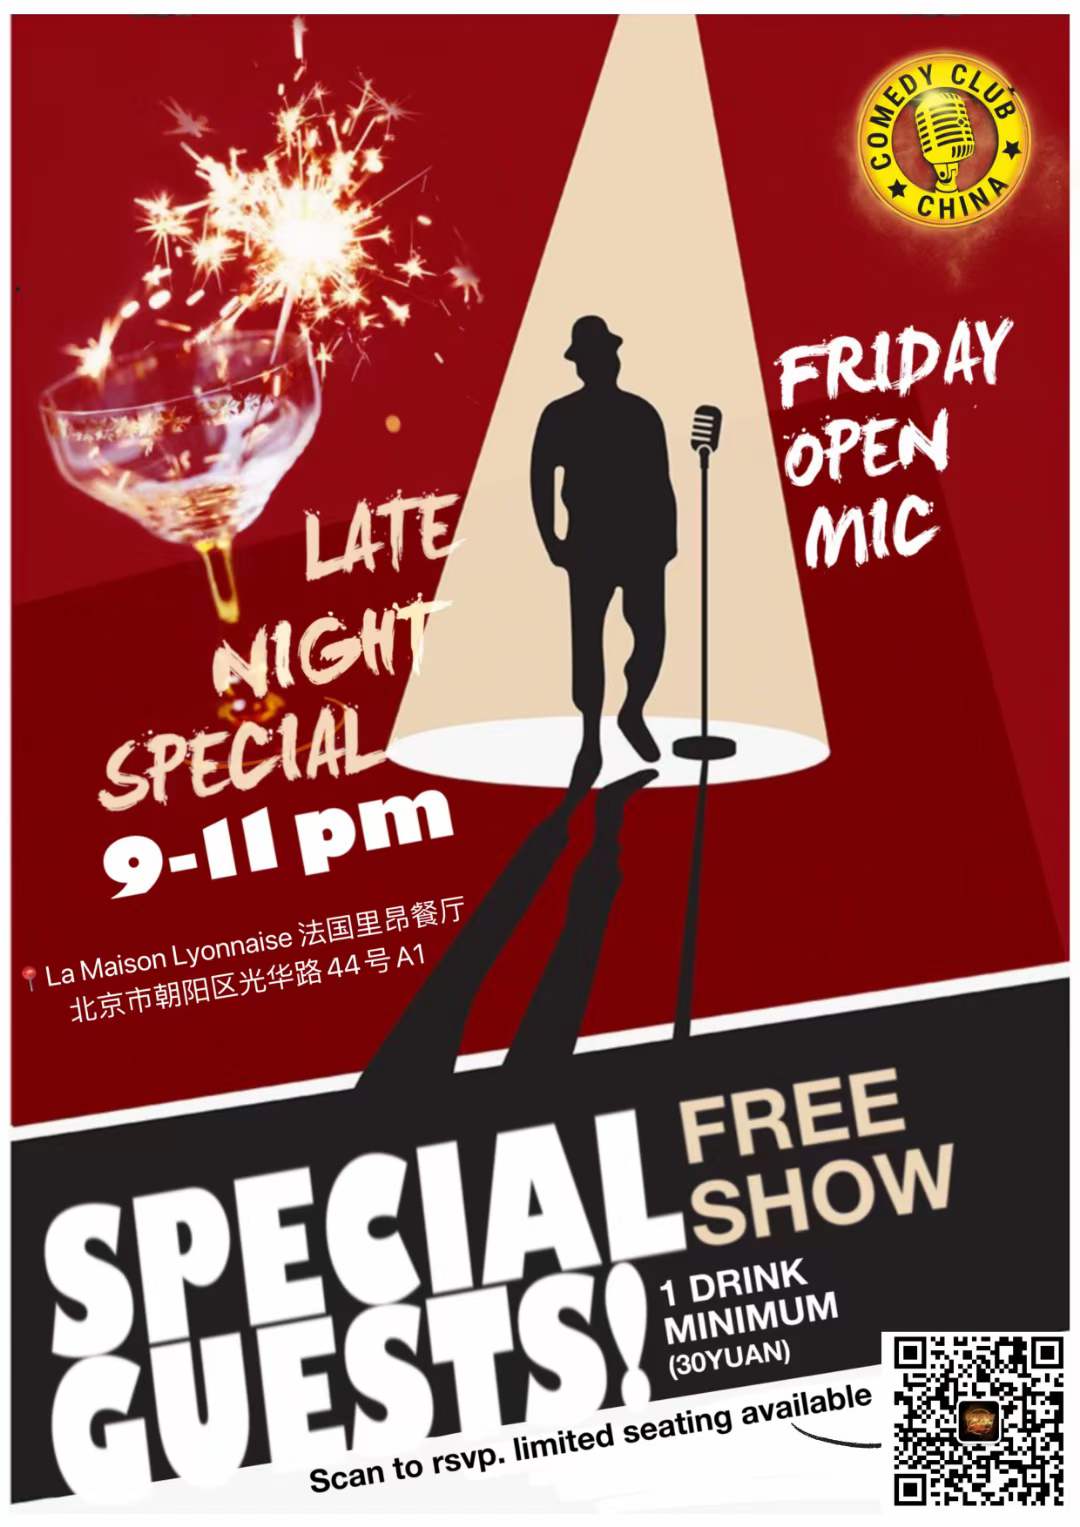 COMEDY CLUB
CHINA
FRIDAY
OPEN
MIC
LATE
NIGHT
SPECIAL
9-11 pm
La Maison Lyonnaise 法国里昂餐厅
北京市朝阳区光华路44号A1
SPECIAL
GUESTS!
FREE
SHOW
1 DRINK
MINIMUM
(30YUAN)
Scan to rsvp. limited seating available